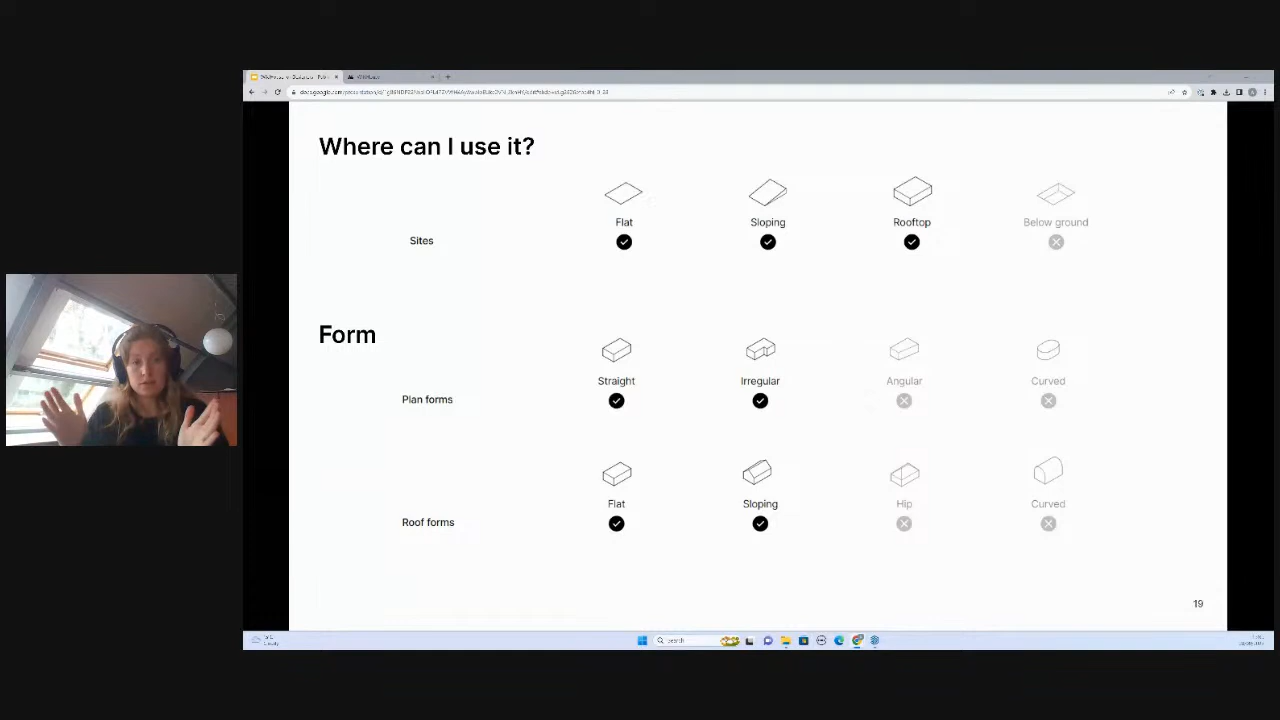 Where can I use it?
Flat
Sloping
Rooftop
Below ground
Sites
Form
Straight
Irregular
Angular
Curved
Plan forms
Flat
Sloping
Hip
Curved
Roof forms
19
Search